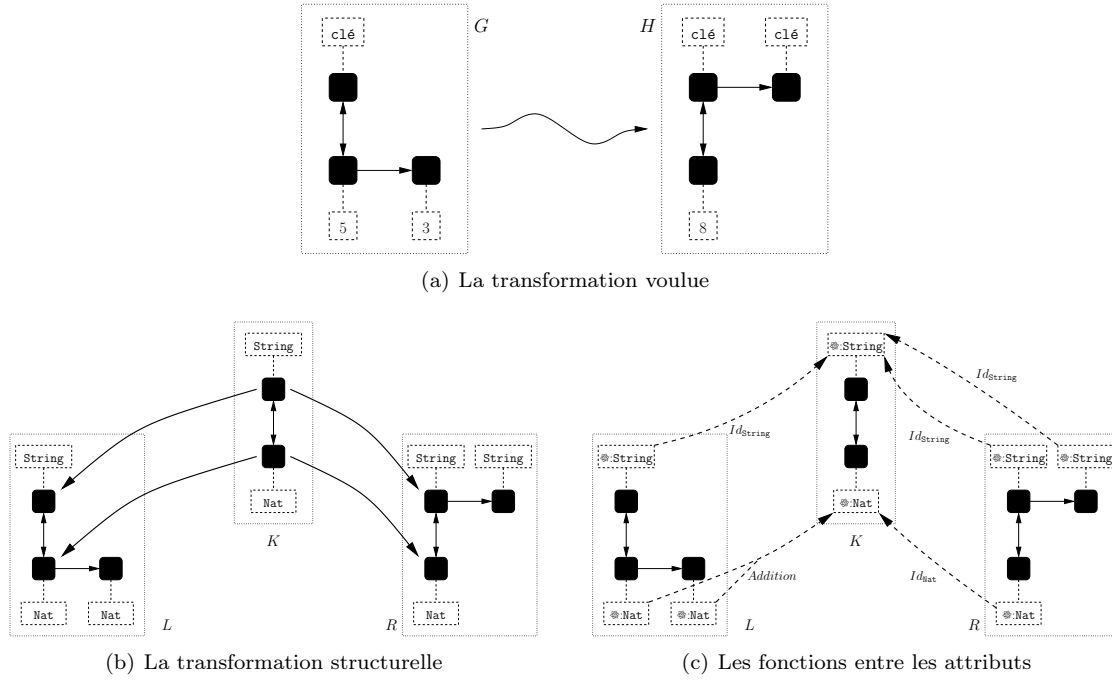 clé G H clé clé
5 3 8
(a) La transformation voulue
String :String
Id_String
String String String Id_String Id_String :String :String :String
Nat :Nat
K K
Addition Id_Nat
Nat Nat L R Nat :Nat :Nat L R :Nat
(b) La transformation structurelle (c) Les fonctions entre les attributs